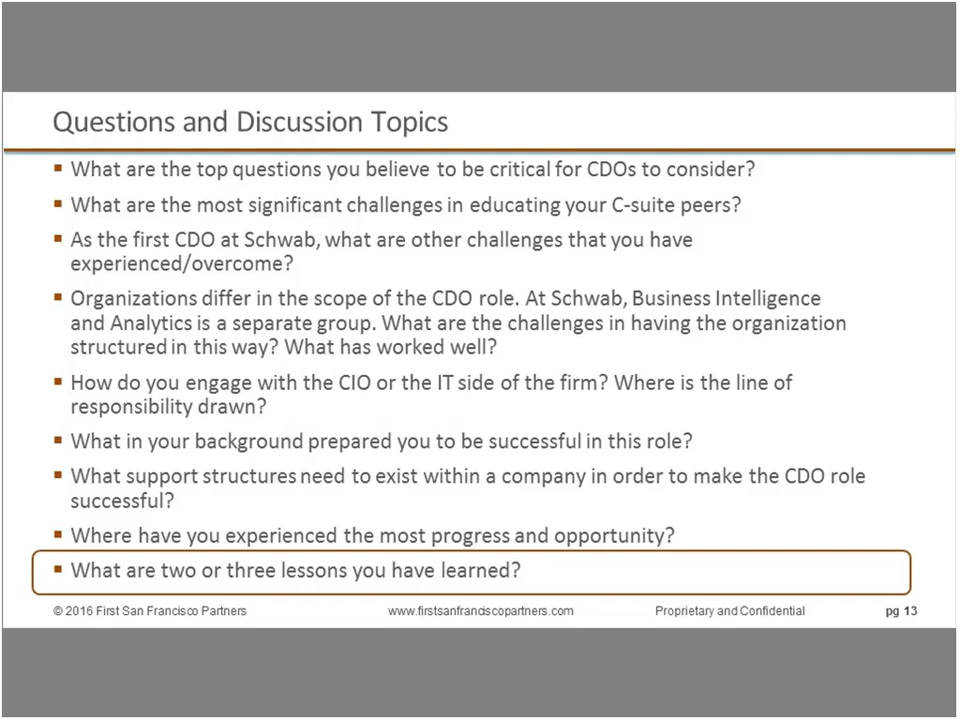 Questions and Discussion Topics
▪ What are the top questions you believe to be critical for CDOs to consider?
▪ What are the most significant challenges in educating your C-suite peers?
▪ As the first CDO at Schwab, what are other challenges that you have
experienced/overcome?
▪ Organizations differ in the scope of the CDO role. At Schwab, Business Intelligence
and Analytics is a separate group. What are the challenges in having the organization
structured in this way? What has worked well?
▪ How do you engage with the CIO or the IT side of the firm? Where is the line of
responsibility drawn?
▪ What in your background prepared you to be successful in this role?
▪ What support structures need to exist within a company in order to make the CDO role
successful?
▪ Where have you experienced the most progress and opportunity?
▪ What are two or three lessons you have learned?
© 2016 First San Francisco Partners www.firstsanfranciscopartners.com Proprietary and Confidential pg 13